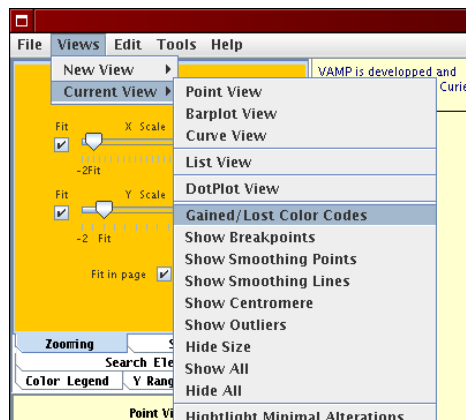 File Views Edit Tools Help
New View
Current View
VAMP is developped and
Curie
Point View
Barplot View
Curve View
List View
DotPlot View
Gained/Lost Color Codes
Show Breakpoints
Show Smoothing Points
Show Smoothing Lines
Show Centromere
Show Outliers
Hide Size
Show All
Hide All
Hightlight Minimal Alterations
Fit X Scale
-2Fit
Fit Y Scale
-2 Fit
Fit in page
Zooming S
Search Ele
Color Legend Y Rang
Point Vi